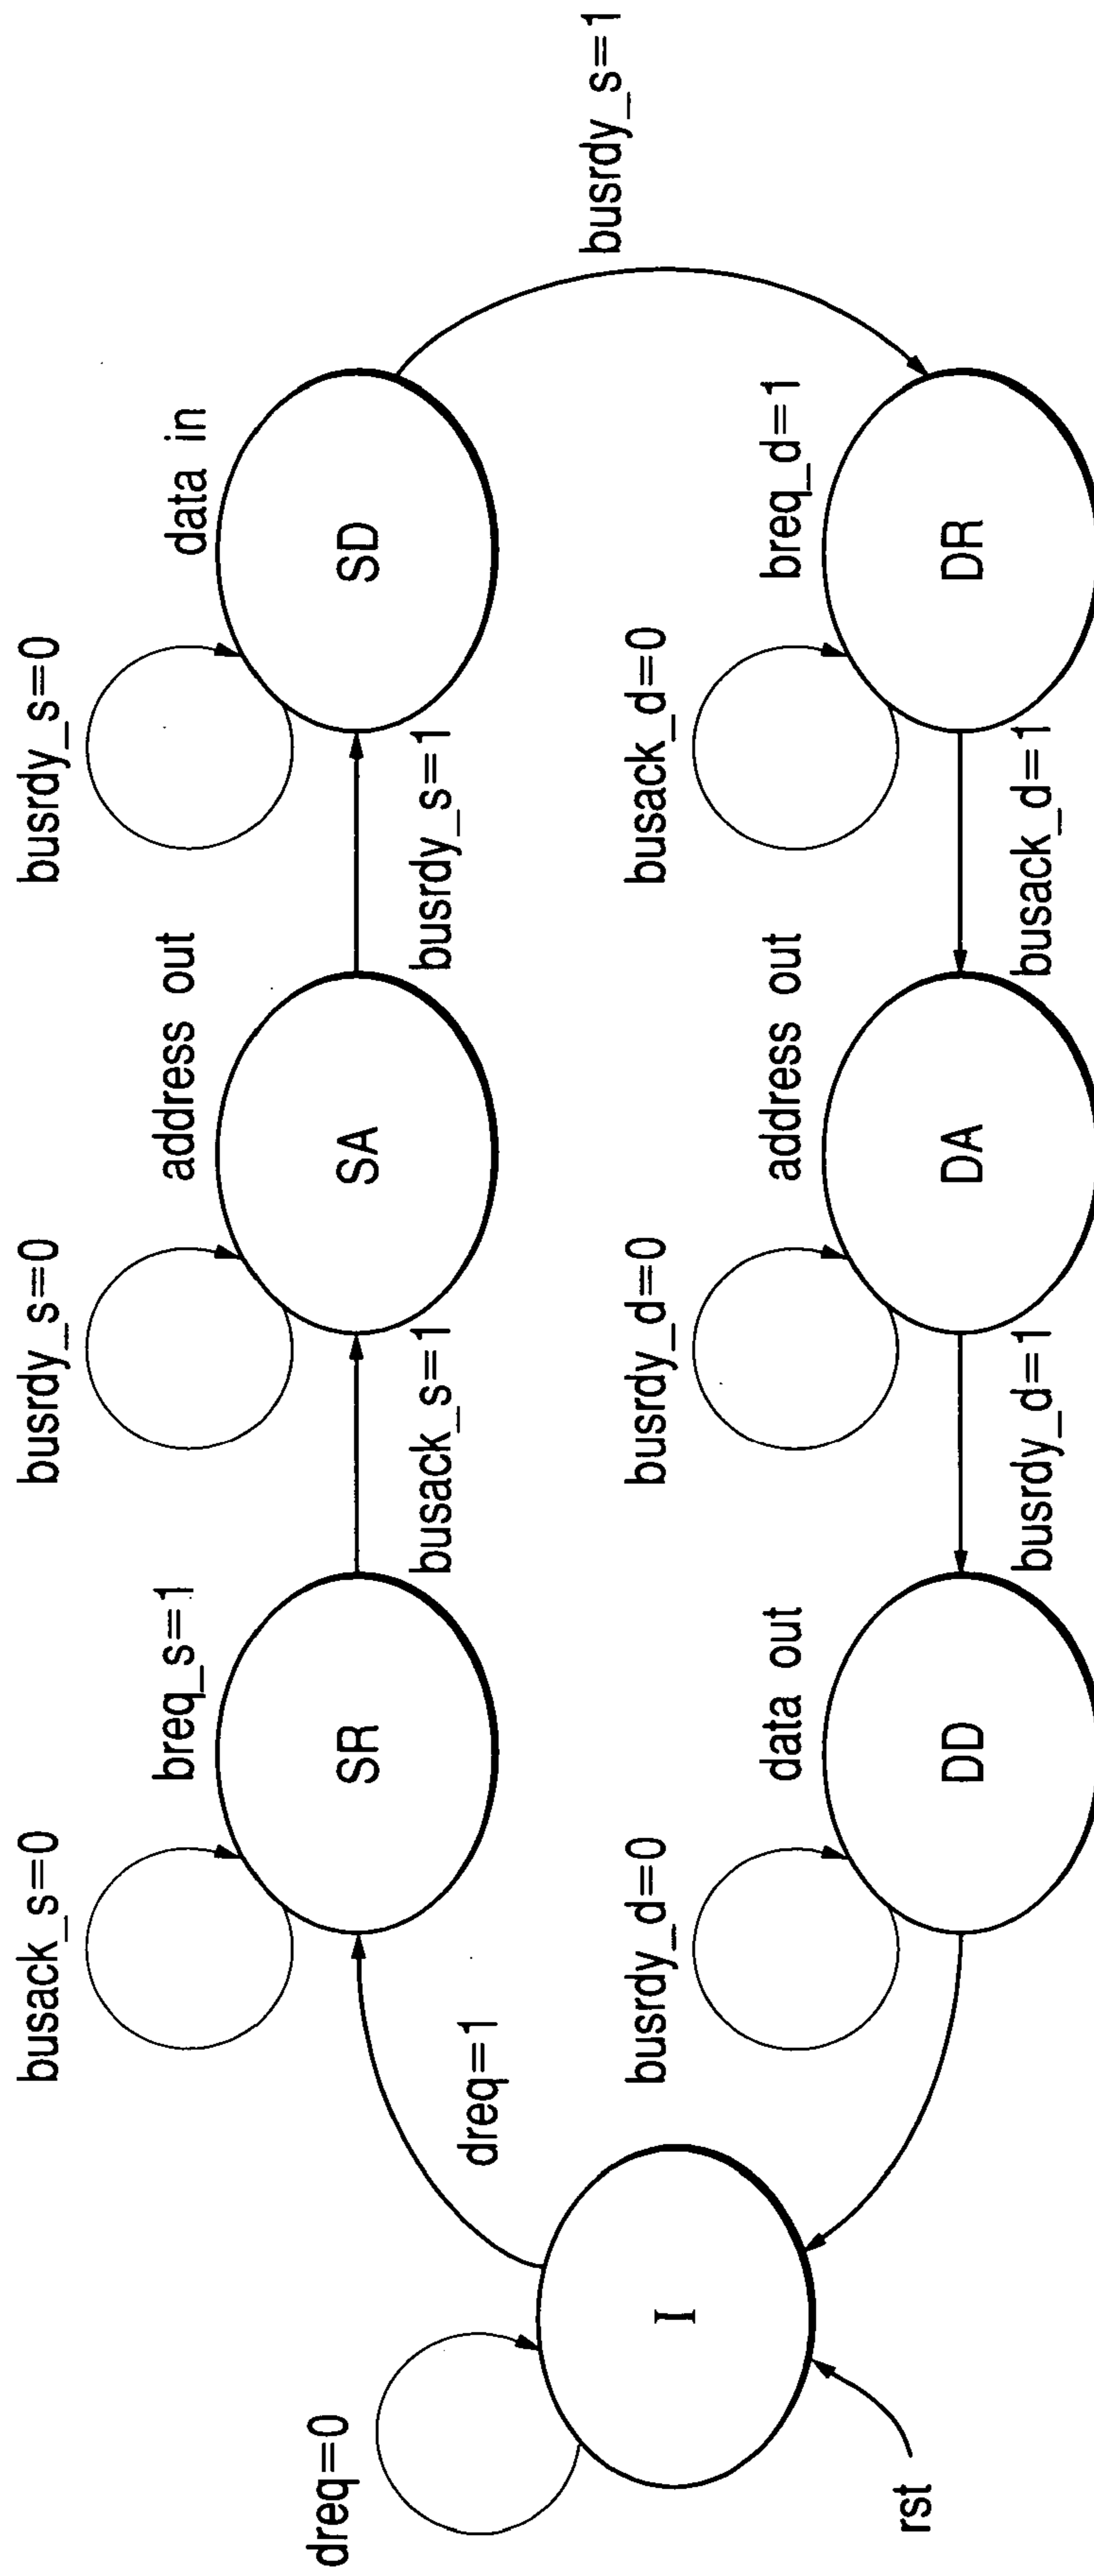 busack_s=0
busrdy_s=0
busrdy_s=0
breq_s=1
address out
data in
SR
SA
SD
busack_s=1
busrdy_s=1
busrdy_s=1
dreq=0
dreq=1
I
rst
busrdy_d=0
busrdy_d=0
busack_d=0
data out
address out
breq_d=1
DD
DA
DR
busrdy_d=1
busack_d=1